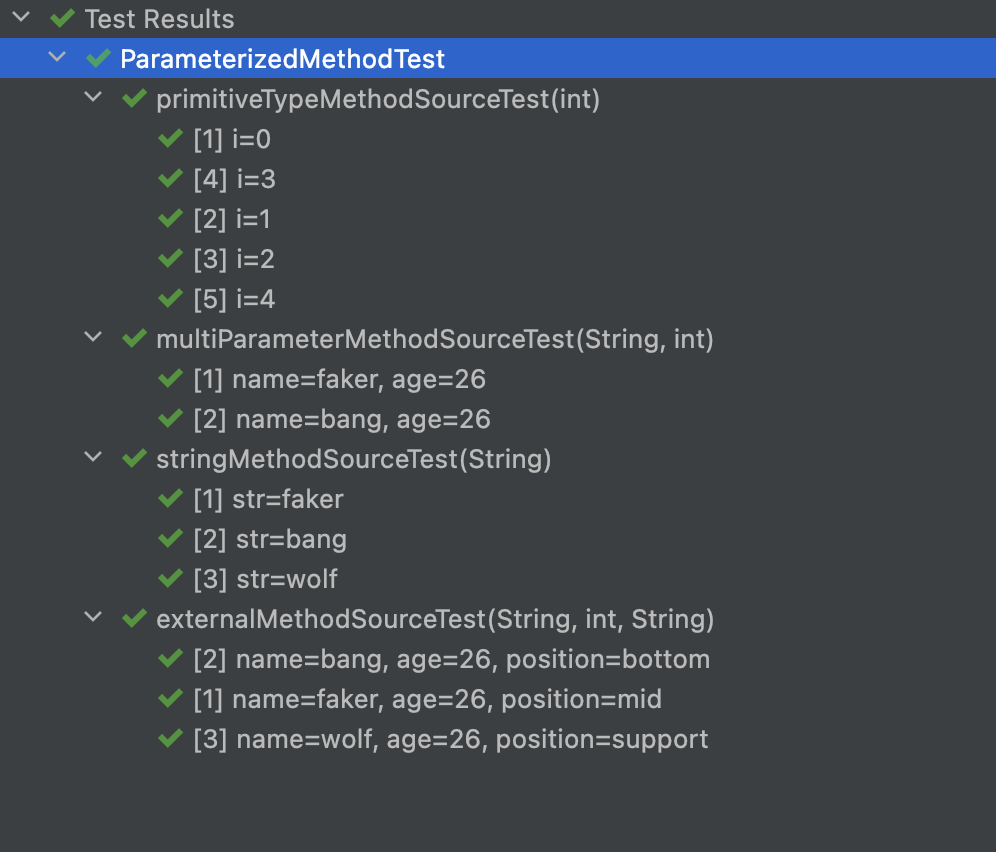 Test Results
ParameterizedMethodTest
primitiveTypeMethodSourceTest(int)
[1] i=0
[4] i=3
[2] i=1
[3] i=2
[5] i=4
multiParameterMethodSourceTest(String, int)
[1] name=faker, age=26
[2] name=bang, age=26
stringMethodSourceTest(String)
[1] str=faker
[2] str=bang
[3] str=wolf
externalMethodSourceTest(String, int, String)
[2] name=bang, age=26, position=bottom
[1] name=faker, age=26, position=mid
[3] name=wolf, age=26, position=support